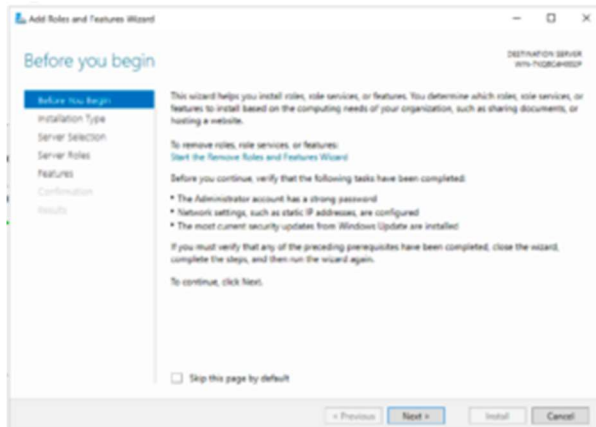 Add Roles and Features Wizard
Before you begin
DESTINATION SERVER
Before You Begin
Installation Type
Server Selection
Server Roles
Features
Confirmation
Results
This wizard helps you install roles, role services, or features. You determine which roles, role services, or
features to install based on the computing needs of your organization, such as sharing documents, or
hosting a website.
To remove roles, role services, or features:
Start the Remove Roles and Features Wizard
Before you continue, verify that the following tasks have been completed:
• The Administrator account has a strong password
• Network settings, such as static IP addresses, are configured
• The most current security updates from Windows Update are installed
If you must verify that any of the preceding prerequisites have been completed, close the wizard,
complete the steps, and then run the wizard again.
To continue, click Next.
Skip this page by default
< Previous
Next >
Install
Cancel